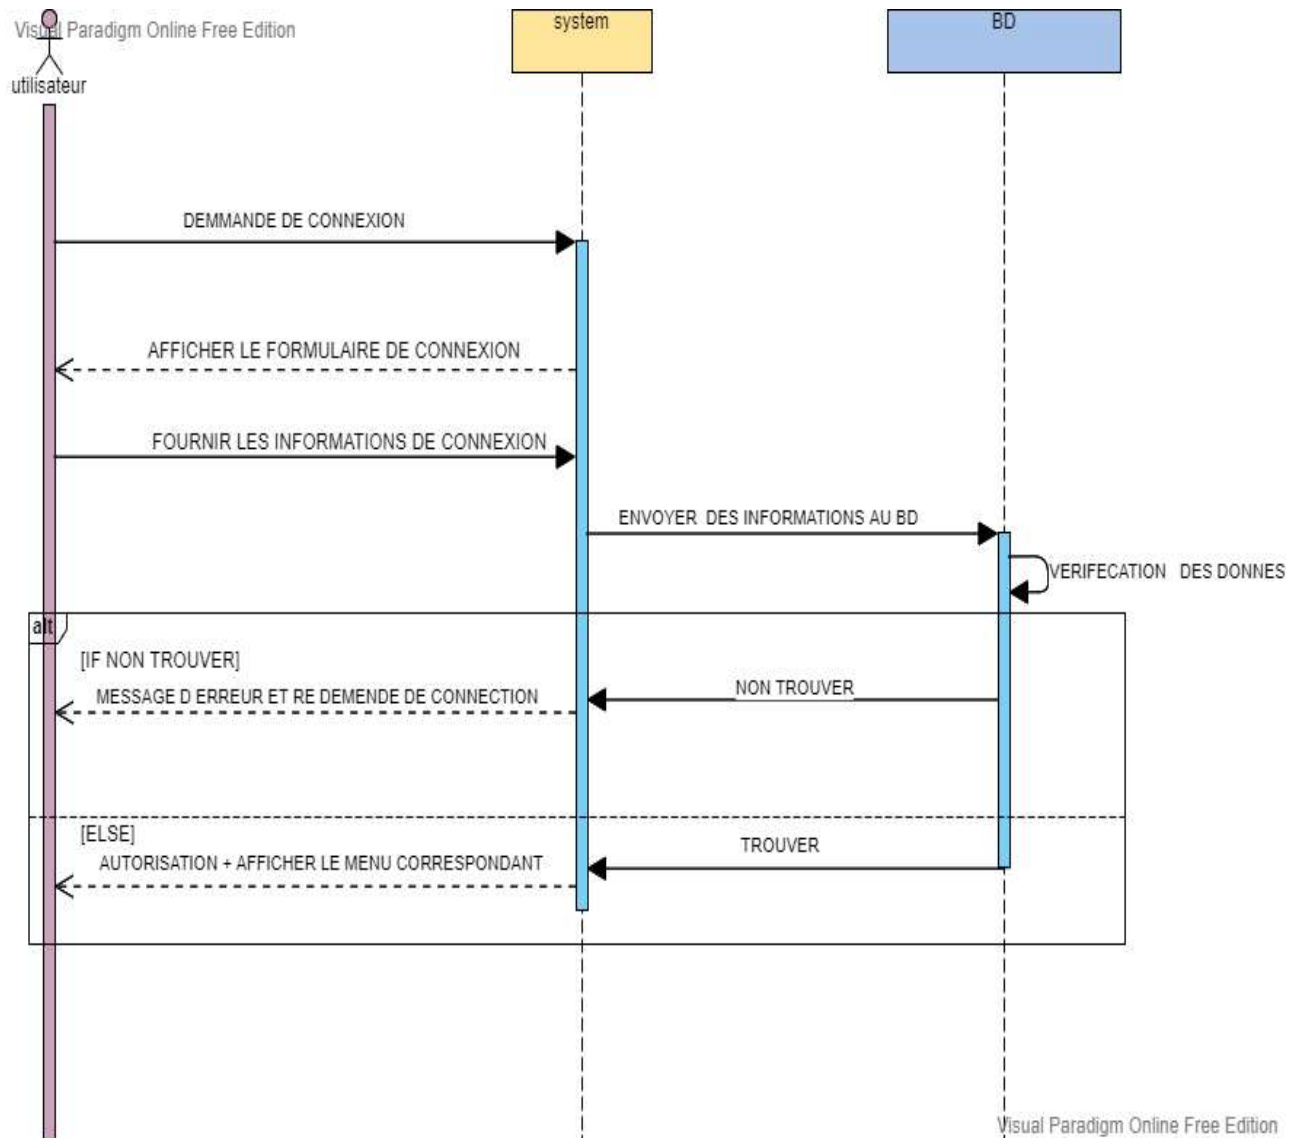 Visual Paradigm Online Free Edition
system
BD
utilisateur
DEMMANDE DE CONNEXION
AFFICHER LE FORMULAIRE DE CONNEXION
FOURNIR LES INFORMATIONS DE CONNEXION
ENVOYER DES INFORMATIONS AU BD
VERIFECATION DES DONNES
alt
[IF NON TROUVER]
MESSAGE D ERREUR ET RE DEMENDE DE CONNECTION
NON TROUVER
[ELSE]
TROUVER
AUTORISATION + AFFICHER LE MENU CORRESPONDANT
Visual Paradigm Online Free Edition